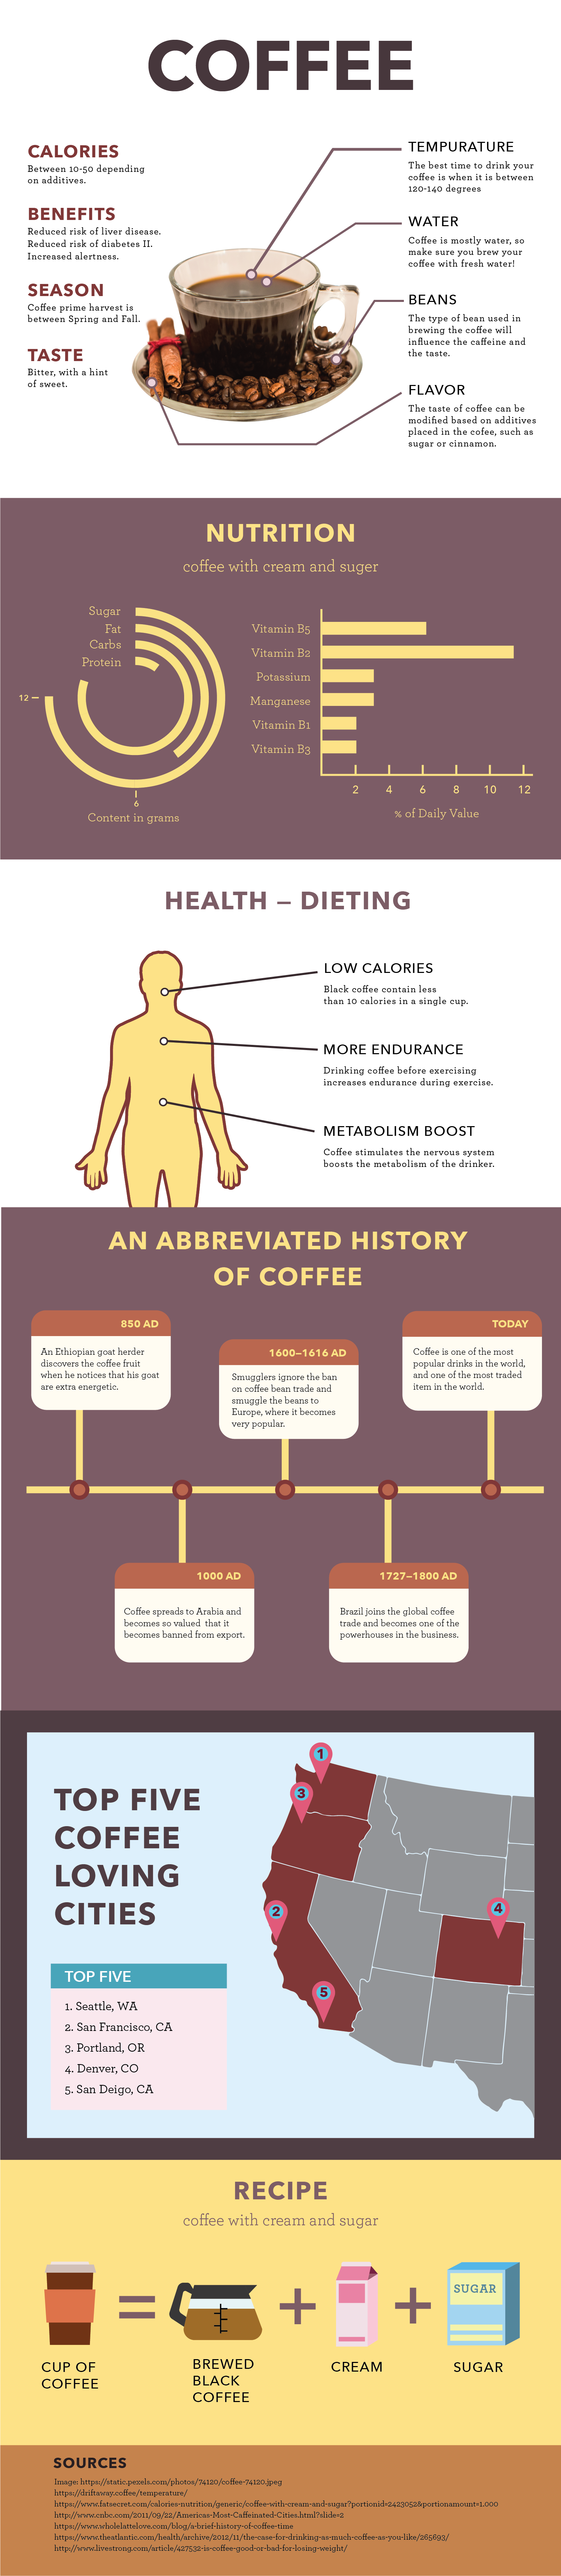 COFFEE
CALORIES
Between 10-50 depending
on additives.
BENEFITS
Reduced risk of liver disease.
Reduced risk of diabetes II.
Increased alertness.
SEASON
Coffee prime harvest is
between Spring and Fall.
TASTE
Bitter, with a hint
of sweet.
TEMPURATURE
The best time to drink your
coffee is when it is between
120-140 degrees
WATER
Coffee is mostly water, so
make sure you brew your
coffee with fresh water!
BEANS
The type of bean used in
brewing the coffee will
influence the caffeine and
the taste.
FLAVOR
The taste of coffee can be
modified based on additives
placed in the cofee, such as
sugar or cinnamon.
NUTRITION
coffee with cream and suger
Sugar
Fat
Carbs
Protein
12
6
Content in grams
Vitamin B5
Vitamin B2
Potassium
Manganese
Vitamin B1
Vitamin B3
2 4 6 8 10 12
% of Daily Value
HEALTH – DIETING
LOW CALORIES
Black coffee contain less
than 10 calories in a single cup.
MORE ENDURANCE
Drinking coffee before exercising
increases endurance during exercise.
METABOLISM BOOST
Coffee stimulates the nervous system
boosts the metabolism of the drinker.
AN ABBREVIATED HISTORY
OF COFFEE
850 AD
An Ethiopian goat herder
discovers the coffee fruit
when he notices that his goat
are extra energetic.
1600–1616 AD
Smugglers ignore the ban
on coffee bean trade and
smuggle the beans to
Europe, where it becomes
very popular.
TODAY
Coffee is one of the most
popular drinks in the world,
and one of the most traded
item in the world.
1000 AD
Coffee spreads to Arabia and
becomes so valued that it
becomes banned from export.
1727–1800 AD
Brazil joins the global coffee
trade and becomes one of the
powerhouses in the business.
TOP FIVE
COFFEE
LOVING
CITIES
TOP FIVE
1. Seattle, WA
2. San Francisco, CA
3. Portland, OR
4. Denver, CO
5. San Deigo, CA
1
3
2
4
5
RECIPE
coffee with cream and sugar
=
+
+
SUGAR
CUP OF
COFFEE
BREWED
BLACK
COFFEE
CREAM
SUGAR
SOURCES
Image: https://static.pexels.com/photos/74120/coffee-74120.jpeg
https://driftaway.coffee/temperature/
https://www.fatsecret.com/calories-nutrition/generic/coffee-with-cream-and-sugar?portionid=2423052&portionamount=1.000
http://www.cnbc.com/2011/09/22/Americas-Most-Caffeinated-Cities.html?slide=2
https://www.wholelattelove.com/blog/a-brief-history-of-coffee-time
https://www.theatlantic.com/health/archive/2012/11/the-case-for-drinking-as-much-coffee-as-you-like/265693/
http://www.livestrong.com/article/427532-is-coffee-good-or-bad-for-losing-weight/